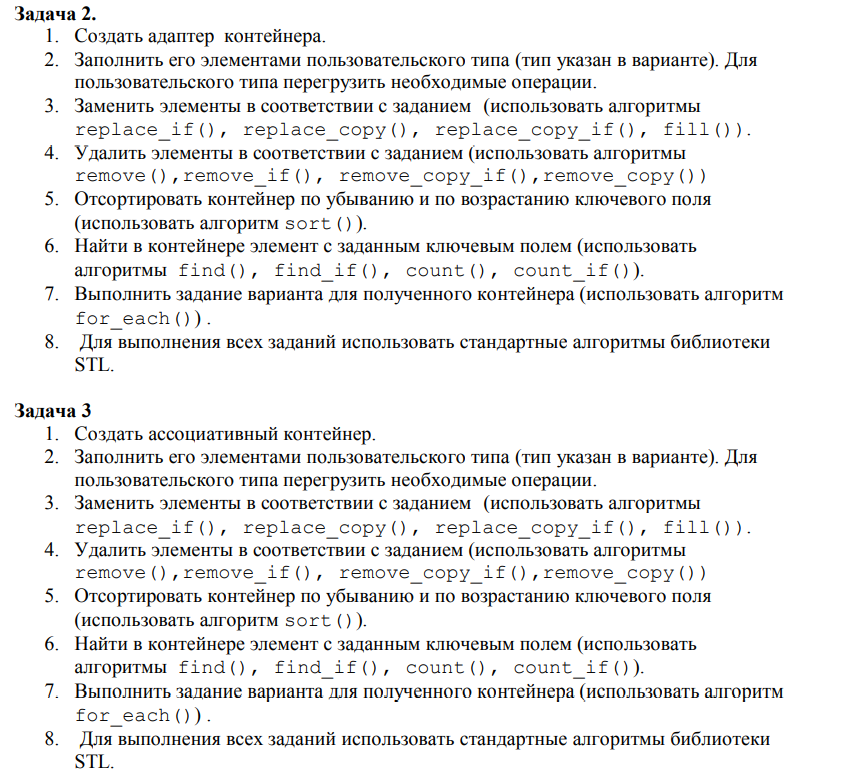 Задача 2.
1. Создать адаптер контейнера.
2. Заполнить его элементами пользовательского типа (тип указан в варианте). Для
пользовательского типа перегрузить необходимые операции.
3. Заменить элементы в соответствии с заданием (использовать алгоритмы
replace_if(), replace_copy(), replace_copy_if(), fill()).
4. Удалить элементы в соответствии с заданием (использовать алгоритмы
remove(),remove_if(), remove_copy_if(),remove_copy())
5. Отсортировать контейнер по убыванию и по возрастанию ключевого поля
(использовать алгоритм sort()).
6. Найти в контейнере элемент с заданным ключевым полем (использовать
алгоритмы find(), find_if(), count(), count_if()).
7. Выполнить задание варианта для полученного контейнера (использовать алгоритм
for_each()) .
8. Для выполнения всех заданий использовать стандартные алгоритмы библиотеки
STL.
Задача 3
1. Создать ассоциативный контейнер.
2. Заполнить его элементами пользовательского типа (тип указан в варианте). Для
пользовательского типа перегрузить необходимые операции.
3. Заменить элементы в соответствии с заданием (использовать алгоритмы
replace_if(), replace_copy(), replace_copy_if(), fill()).
4. Удалить элементы в соответствии с заданием (использовать алгоритмы
remove(),remove_if(), remove_copy_if(),remove_copy())
5. Отсортировать контейнер по убыванию и по возрастанию ключевого поля
(использовать алгоритм sort()).
6. Найти в контейнере элемент с заданным ключевым полем (использовать
алгоритмы find(), find_if(), count(), count_if()).
7. Выполнить задание варианта для полученного контейнера (использовать алгоритм
for_each()) .
8. Для выполнения всех заданий использовать стандартные алгоритмы библиотеки
STL.